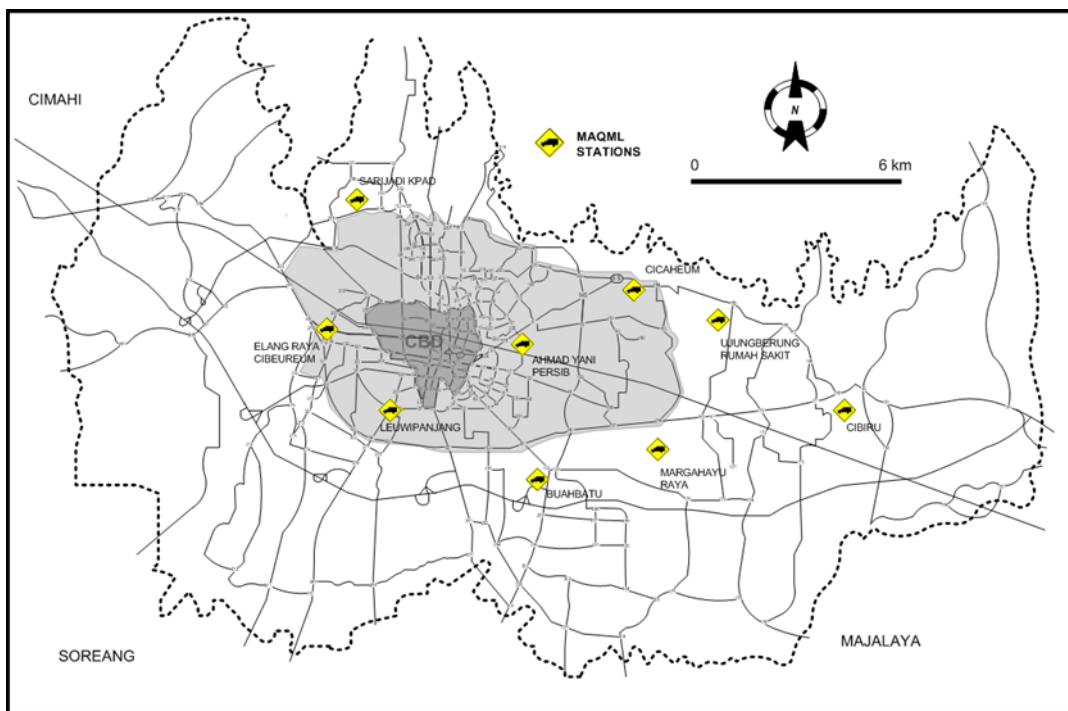 CIMAHI
N
MAQML
STATIONS
0 6 km
SARIJADI KPAD
CICAHEUM
ELANG RAYA
CIBEUREUM
CBD
AHMAD YANI
PERSIB
UJUNGBERUNG
RUMAH SAKIT
LEUWIPANJANG
CIBIRU
MARGAHAYU
RAYA
BUAHBATU
SOREANG
MAJALAYA